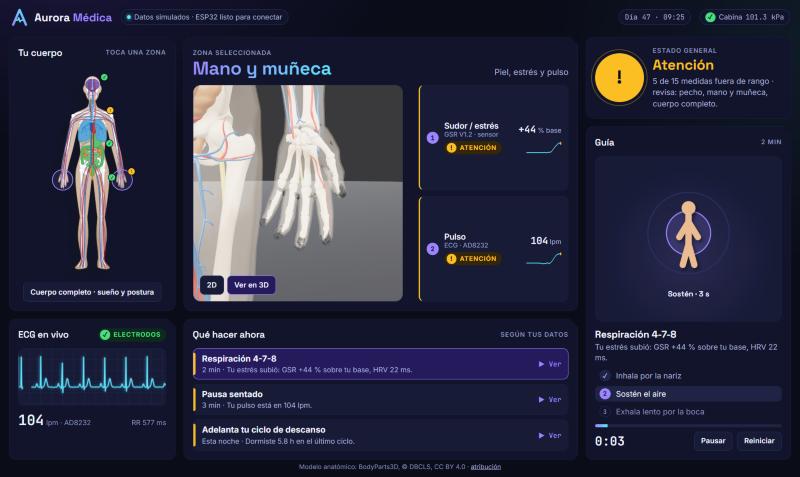 Aurora Médica
Datos simulados · ESP32 listo para conectar
Día 47 · 09:25
Cabina 101.3 kPa
Tu cuerpo
TOCA UNA ZONA
Cuerpo completo · sueño y postura
ZONA SELECCIONADA
Mano y muñeca
Piel, estrés y pulso
2D
Ver en 3D
1
Sudor / estrés
GSR V1.2 · sensor
! ATENCIÓN
+44 % base
2
Pulso
ECG · AD8232
! ATENCIÓN
104 lpm
!
ESTADO GENERAL
Atención
5 de 15 medidas fuera de rango ·
revisa: pecho, mano y muñeca,
cuerpo completo.
Guía
2 MIN
Sostén · 3 s
Respiración 4-7-8
Tu estrés subió: GSR +44 % sobre tu base, HRV 22
ms.
✓ Inhala por la nariz
2 Sostén el aire
3 Exhala lento por la boca
0:03
Pausar
Reiniciar
ECG en vivo
✓ ELECTRODOS
104 lpm · AD8232
RR 577 ms
Qué hacer ahora
SEGÚN TUS DATOS
Respiración 4-7-8
2 min · Tu estrés subió: GSR +44 % sobre tu base, HRV 22 ms.
▶ Ver
Pausa sentado
3 min · Tu pulso está en 104 lpm.
▶ Ver
Adelanta tu ciclo de descanso
Esta noche · Dormiste 5.8 h en el último ciclo.
▶ Ver
Modelo anatómico: BodyParts3D, © DBCLS, CC BY 4.0 · atribución